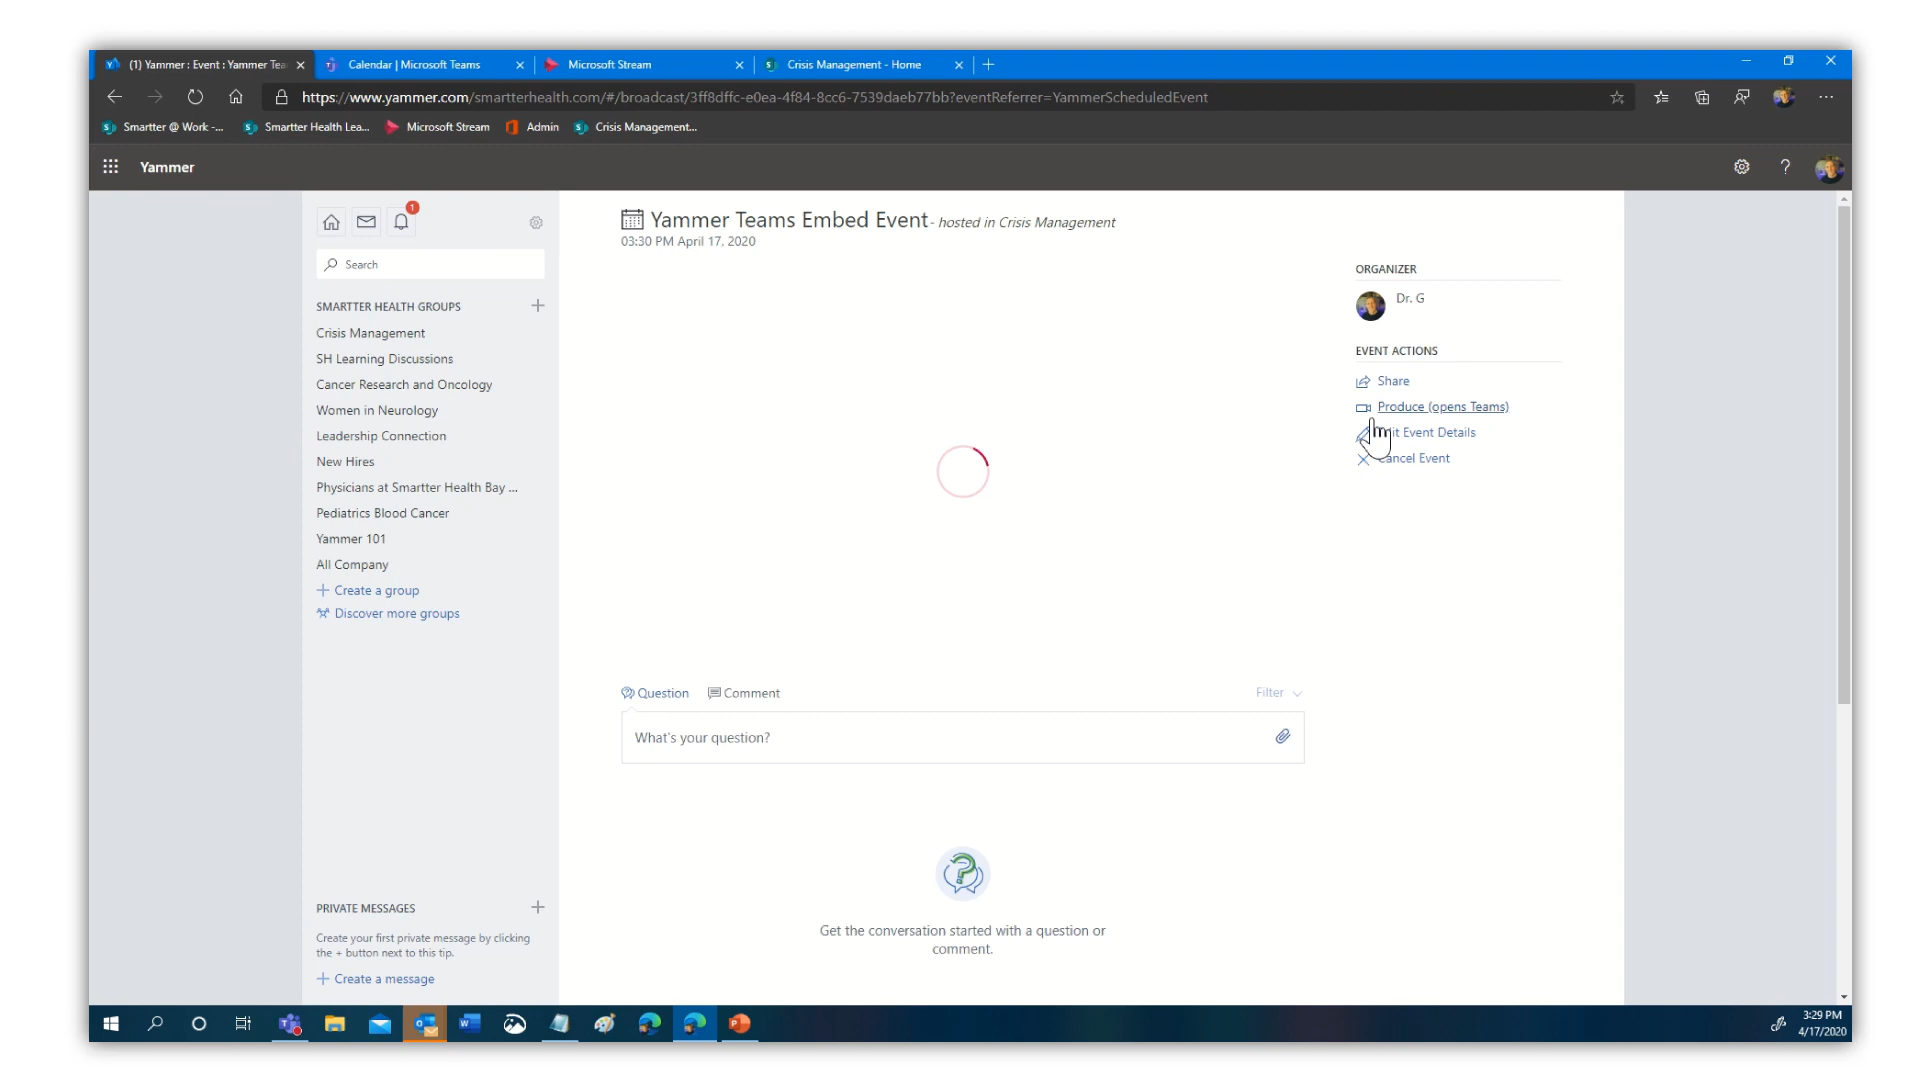 (1) Yammer : Event : Yammer Tea
Calendar | Microsoft Teams
Microsoft Stream
Crisis Management - Home
https://www.yammer.com/smartterhealth.com/#/broadcast/3ff8dffc-e0ea-4f84-8cc6-7539daeb77bb?eventReferrer=YammerScheduledEvent
Smartter @ Work -...
Smartter Health Lea...
Microsoft Stream
Admin
Crisis Management...
Yammer
?
1
Search
SMARTTER HEALTH GROUPS
Crisis Management
SH Learning Discussions
Cancer Research and Oncology
Women in Neurology
Leadership Connection
New Hires
Physicians at Smartter Health Bay ...
Pediatrics Blood Cancer
Yammer 101
All Company
Create a group
Discover more groups
PRIVATE MESSAGES
Create your first private message by clicking
the + button next to this tip.
Create a message
Yammer Teams Embed Event - hosted in Crisis Management
03:30 PM April 17, 2020
ORGANIZER
Dr. G
EVENT ACTIONS
Share
Produce (opens Teams)
it Event Details
Cancel Event
Question
Comment
Filter
What's your question?
Get the conversation started with a question or
comment.
3:29 PM
4/17/2020